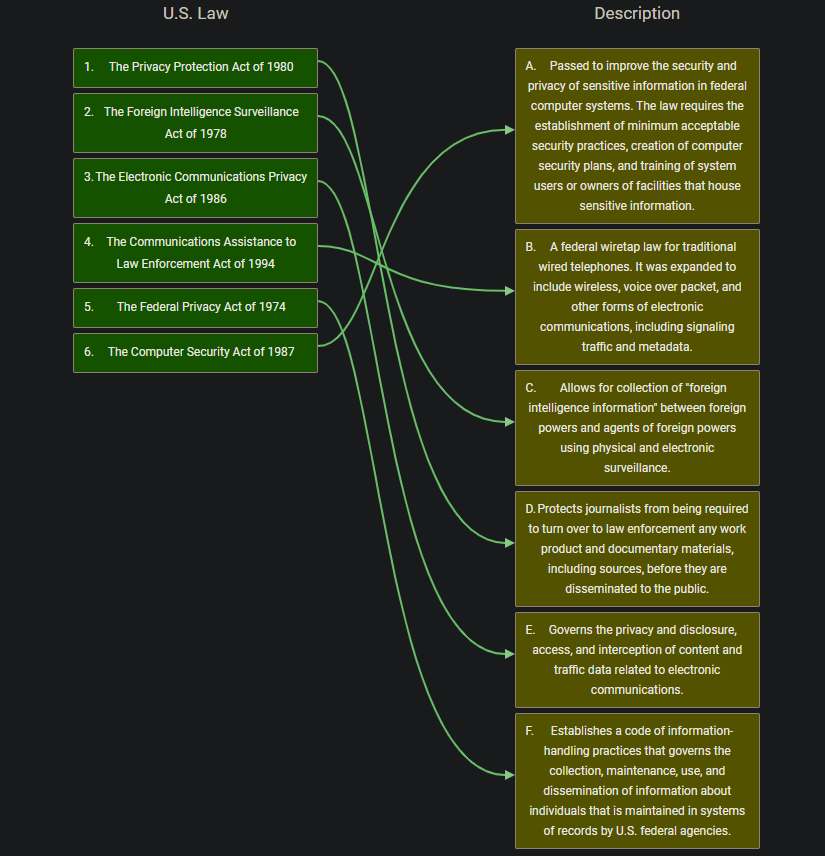 U.S. Law
Description
1. The Privacy Protection Act of 1980
2. The Foreign Intelligence Surveillance
Act of 1978
3. The Electronic Communications Privacy
Act of 1986
4. The Communications Assistance to
Law Enforcement Act of 1994
5. The Federal Privacy Act of 1974
6. The Computer Security Act of 1987
A. Passed to improve the security and
privacy of sensitive information in federal
computer systems. The law requires the
establishment of minimum acceptable
security practices, creation of computer
security plans, and training of system
users or owners of facilities that house
sensitive information.
B. A federal wiretap law for traditional
wired telephones. It was expanded to
include wireless, voice over packet, and
other forms of electronic
communications, including signaling
traffic and metadata.
C. Allows for collection of "foreign
intelligence information" between foreign
powers and agents of foreign powers
using physical and electronic
surveillance.
D. Protects journalists from being required
to turn over to law enforcement any work
product and documentary materials,
including sources, before they are
disseminated to the public.
E. Governs the privacy and disclosure,
access, and interception of content and
traffic data related to electronic
communications.
F. Establishes a code of information-
handling practices that governs the
collection, maintenance, use, and
dissemination of information about
individuals that is maintained in systems
of records by U.S. federal agencies.